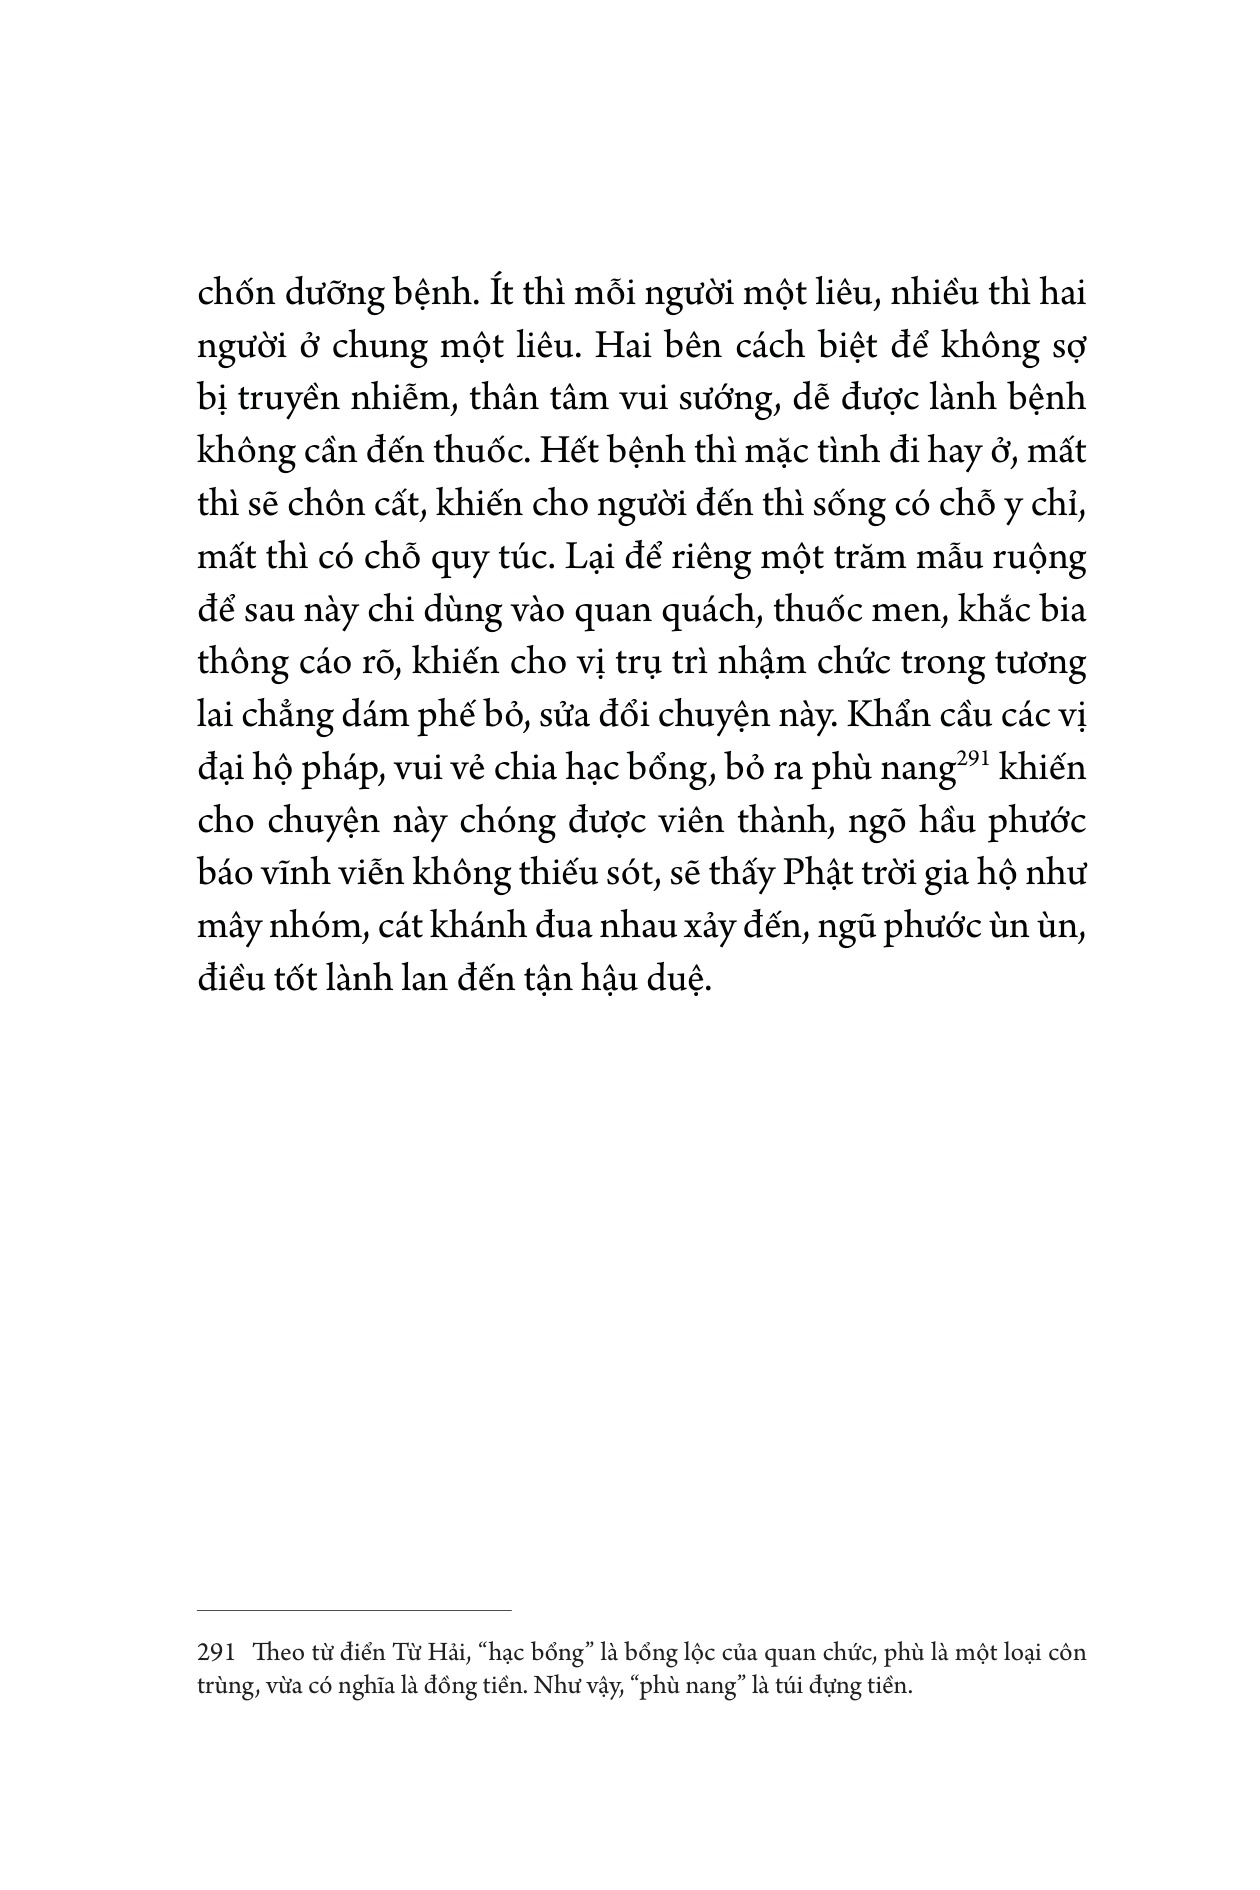 chốn dưỡng bệnh. Ít thì mỗi người một liêu, nhiều thì hai
người ở chung một liêu. Hai bên cách biệt để không sợ
bị truyền nhiễm, thân tâm vui sướng, dễ được lành bệnh
không cần đến thuốc. Hết bệnh thì mặc tình đi hay ở, mất
thì sẽ chôn cất, khiến cho người đến thì sống có chỗ y chỉ,
mất thì có chỗ quy túc. Lại để riêng một trăm mẫu ruộng
để sau này chi dùng vào quan quách, thuốc men, khắc bia
thông cáo rõ, khiến cho vị trụ trì nhậm chức trong tương
lai chẳng dám phế bỏ, sửa đổi chuyện này. Khẩn cầu các vị
đại hộ pháp, vui vẻ chia hạc bổng, bỏ ra phù nang291 khiến
cho chuyện này chóng được viên thành, ngõ hầu phước
báo vĩnh viễn không thiếu sót, sẽ thấy Phật trời gia hộ như
mây nhóm, cát khánh đua nhau xảy đến, ngũ phước ùn ùn,
điều tốt lành lan đến tận hậu duệ.
291 Theo từ điển Từ Hải, “hạc bổng” là bổng lộc của quan chức, phù là một loại côn
trùng, vừa có nghĩa là đồng tiền. Như vậy, “phù nang” là túi đựng tiền.